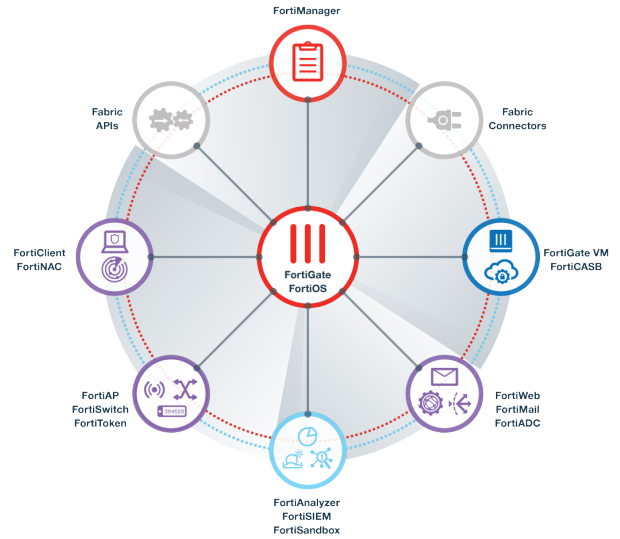 FortiManager
Fabric
APIs
Fabric
Connectors
FortiClient
FortiNAC
FortiGate
FortiOS
FortiGate VM
FortiCASB
FortiAP
FortiSwitch
FortiToken
384020
FortiWeb
FortiMail
FortiADC
FortiAnalyzer
FortiSIEM
FortiSandbox